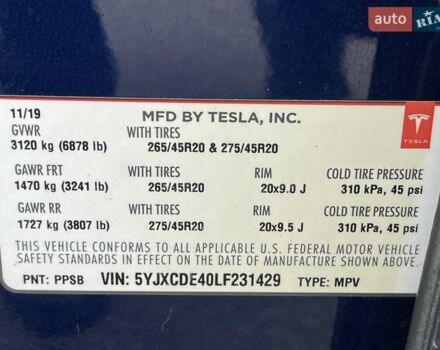 auto RIA
11/19 MFD BY TESLA, INC.
TESLA
GVWR WITH TIRES
3120 kg (6878 lb) 265/45R20 & 275/45R20
GAWR FRT WITH TIRES RIM COLD TIRE PRESSURE
1470 kg (3241 lb) 265/45R20 20x9.0 J 310 kPa, 45 psi
GAWR RR WITH TIRES RIM COLD TIRE PRESSURE
1727 kg (3807 lb) 275/45R20 20x9.5 J 310 kPa, 45 psi
THIS VEHICLE CONFORMS TO ALL APPLICABLE U.S. FEDERAL MOTOR VEHICLE
SAFETY STANDARDS IN EFFECT ON THE DATE OF MANUFACTURE SHOWN ABOVE.
PNT: PPSB VIN: 5YJXCDE40LF231429 TYPE: MPV